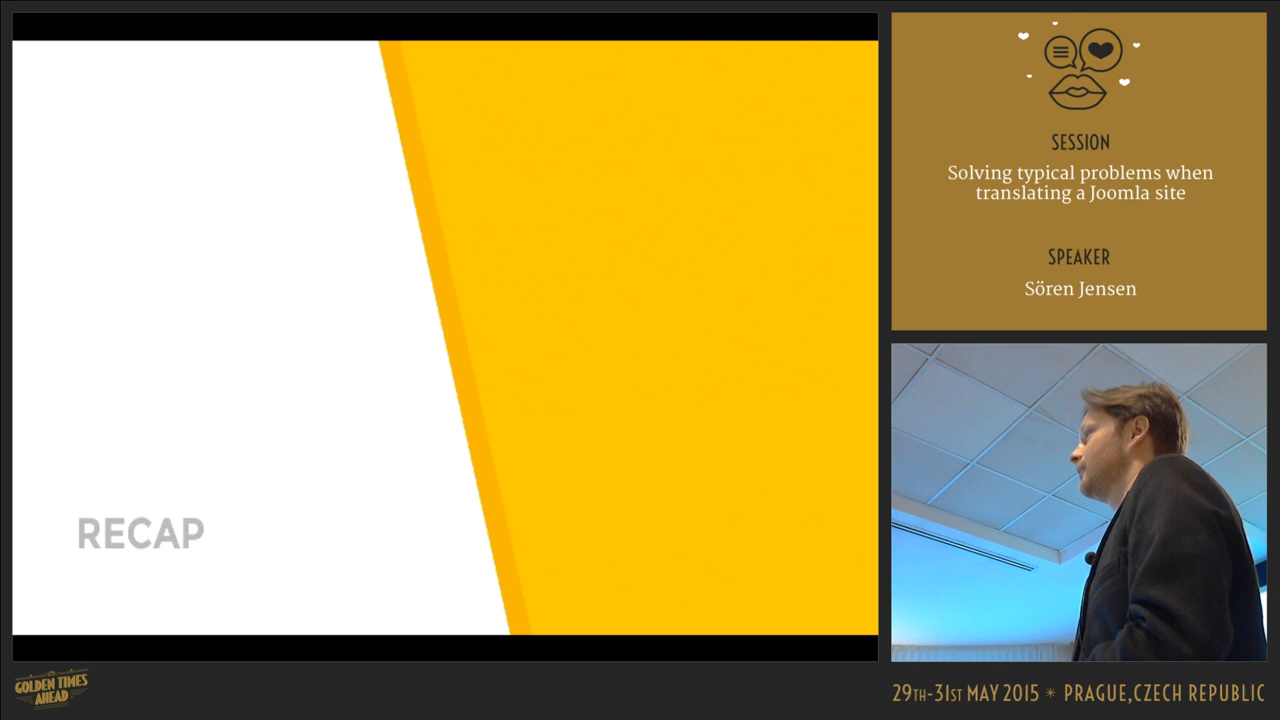 RECAP
SESSION
Solving typical problems when
translating a Joomla site
SPEAKER
Sören Jensen
GOLDEN TIMES
AHEAD
29TH-31ST MAY 2015 * PRAGUE,CZECH REPUBLIC